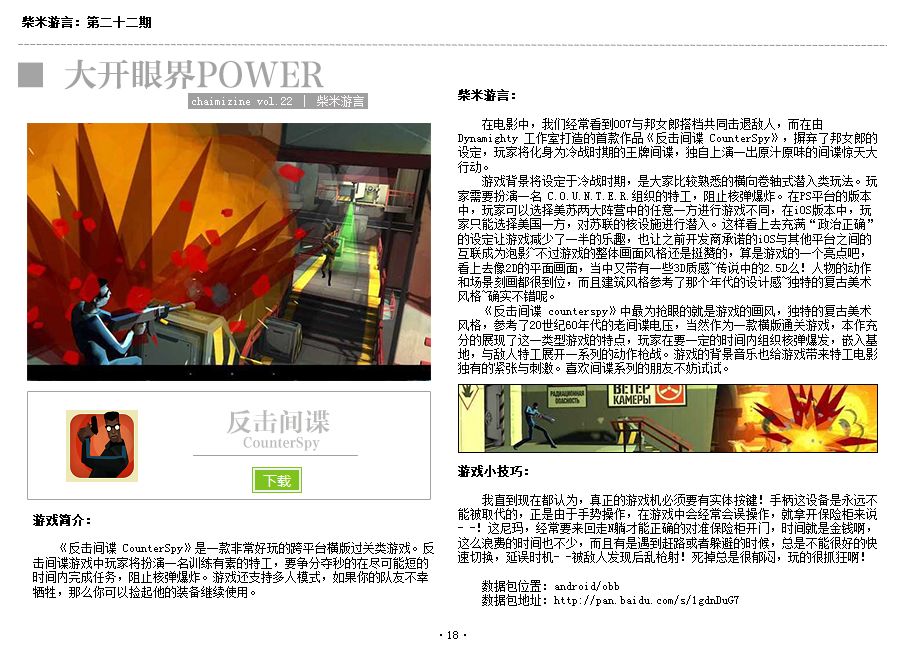 柴米游言：第二十二期
大开眼界POWER
chaimizine vol.22 | 柴米游言
反击间谍
CounterSpy
下载
游戏简介：
《反击间谍 CounterSpy》是一款非常好玩的跨平台横版过关类游戏。反
击间谍游戏中玩家将扮演一名训练有素的特工，要争分夺秒的在尽可能短的
时间内完成任务，阻止核弹爆炸。游戏还支持多人模式，如果你的队友不幸
牺牲，那么你可以捡起他的装备继续使用。
柴米游言：
在电影中，我们经常看到007与邦女郎搭档共同击退敌人，而在由
Dynamighty 工作室打造的首款作品《反击间谍 CounterSpy》，摒弃了邦女郎的
设定，玩家将化身为冷战时期的王牌间谍，独自上演一出原汁原味的间谍惊天大
行动。
游戏背景将设定于冷战时期，是大家比较熟悉的横向卷轴式潜入类玩法。玩
家需要扮演一名 C.O.U.N.T.E.R.组织的特工，阻止核弹爆炸。在PS平台的版本
中，玩家可以选择美苏两大阵营中的任意一方进行游戏不同，在iOS版本中，玩
家只能选择美国一方，对苏联的核设施进行潜入。这样看上去充满“政治正确”
的设定让游戏减少了一半的乐趣，也让之前开发商承诺的iOS与其他平台之间的
互联成为泡影~不过游戏的整体画面风格还是挺赞的，算是游戏的一个亮点吧，
看上去像2D的平面画面，当中又带有一些3D质感~传说中的2.5D么！人物的动作
和场景刻画都很到位，而且建筑风格参考了那个年代的设计感~独特的复古美术
风格~确实不错呢。
《反击间谍 counterspy》中最为抢眼的就是游戏的画风，独特的复古美术
风格，参考了20世纪60年代的老间谍电压，当然作为一款横版通关游戏，本作充
分的展现了这一类型游戏的特点，玩家在要一定的时间内组织核弹爆发，嵌入基
地，与敌人特工展开一系列的动作枪战。游戏的背景音乐也给游戏带来特工电影
独有的紧张与刺激。喜欢间谍系列的朋友不妨试试。
РАДИАЦИОННАЯ
ОПАСНОСТЬ
ВЕТЕР
КАМЕРЫ
游戏小技巧：
我直到现在都认为，真正的游戏机必须要有实体按键！手柄这设备是永远不
能被取代的，正是由于手势操作，在游戏中会经常会误操作，就拿开保险柜来说
- -！这尼玛，经常要来回走N躺才能正确的对准保险柜开门，时间就是金钱啊，
这么浪费的时间也不少，而且有是遇到赶路或者躲避的时候，总是不能很好的快
速切换，延误时机- -被敌人发现后乱枪射！死掉总是很郁闷，玩的很抓狂啊！
数据包位置：android/obb
数据包地址：http://pan.baidu.com/s/1gdnDuG7
· 18 ·